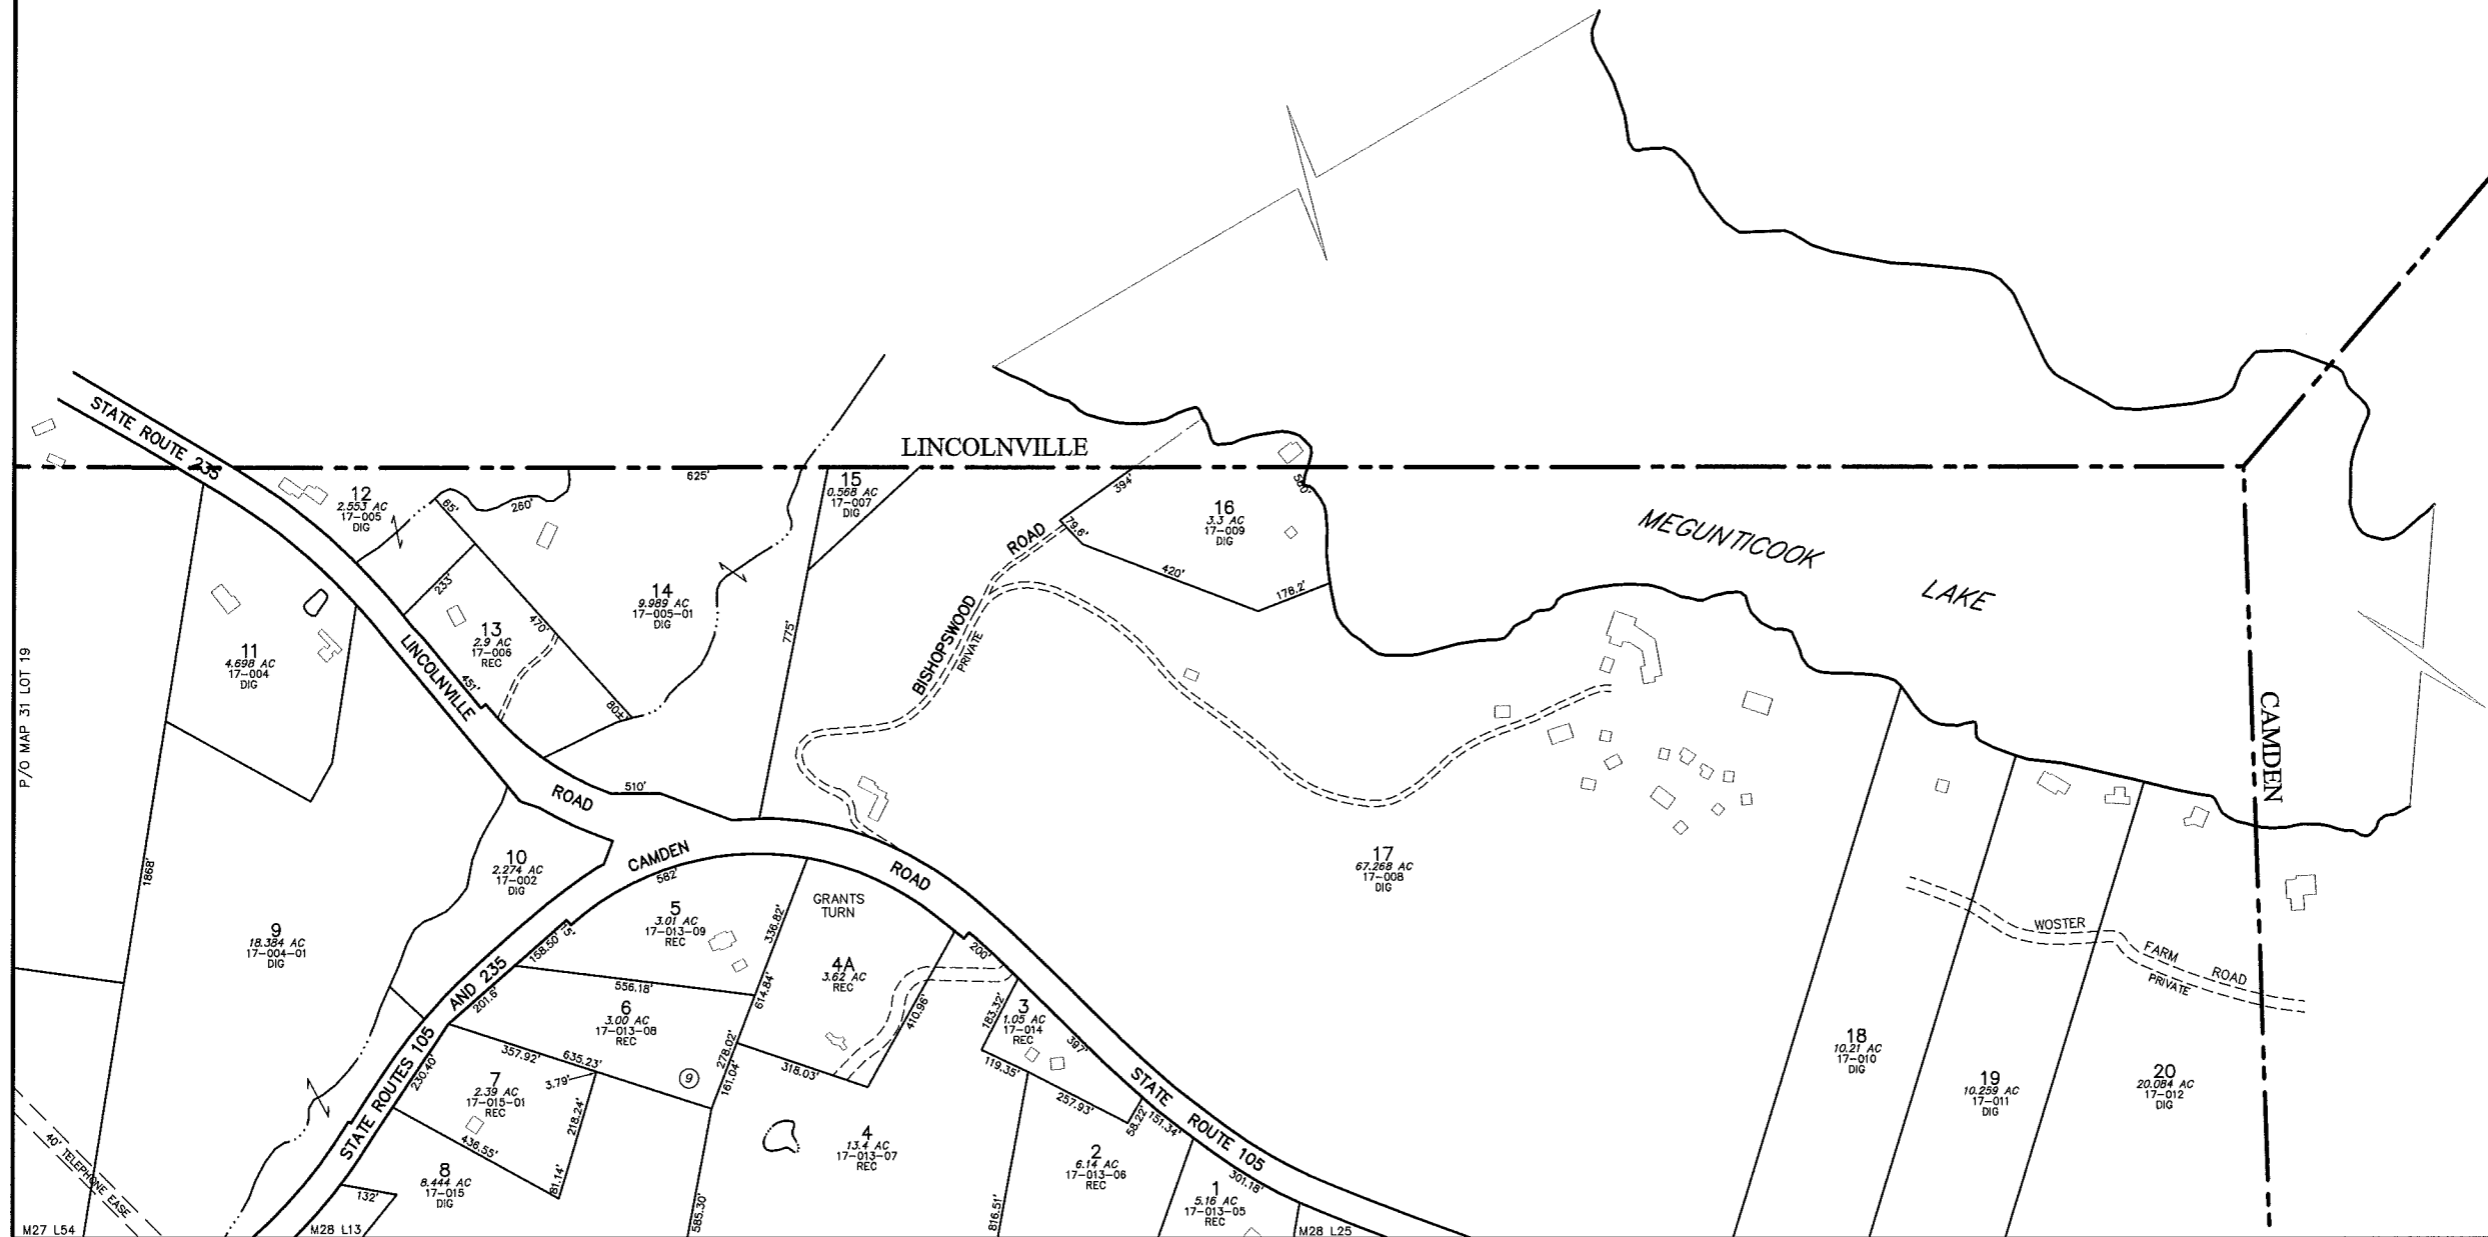 STATE ROUTE 235
LINCOLNVILLE
625'
12
2.553 AC
17-005
DIG
65'
260'
15
0.568 AC
17-007
DIG
394'
16
3.3 AC
17-009
DIG
MEGUNTICOOK
LAKE
79.6'
420'
178.2'
ROAD
BISHOPSWOOD
PRIVATE
233'
13
2.9 AC
17-006
REC
470'
451'
80±'
14
9.989 AC
17-005-01
DIG
775'
11
4.698 AC
17-004
DIG
LINCOLNVILLE
ROAD
510'
P/O MAP 31 LOT 19
CAMDEN
1868'
10
2.274 AC
17-002
DIG
CAMDEN
ROAD
582'
17
67.268 AC
17-008
DIG
GRANTS
TURN
336.82'
5
3.01 AC
17-013-09
REC
75'
158.50'
9
18.384 AC
17-004-01
DIG
4A
3.62 AC
REC
200'
WOSTER
FARM
ROAD
PRIVATE
STATE ROUTES 105 AND 235
201.6'
556.18'
614.84'
410.96'
183.32'
3
1.05 AC
17-014
REC
397'
6
3.00 AC
17-013-08
REC
357.92'
635.23'
278.02'
161.04'
318.03'
119.35'
257.93'
58.22'
151.34'
STATE ROUTE 105
230.40'
7
2.39 AC
17-015-01
REC
3.79'
9
218.24'
436.55'
81.14'
18
10.21 AC
17-010
DIG
19
10.259 AC
17-011
DIG
20
20.084 AC
17-012
DIG
40' TELEPHONE EASE
8
8.444 AC
17-015
DIG
132'
4
13.4 AC
17-013-07
REC
2
6.14 AC
17-013-06
REC
301.18'
1
5.16 AC
17-013-05
REC
585.30'
816.51'
M27 L54
M28 L13
M28 L25